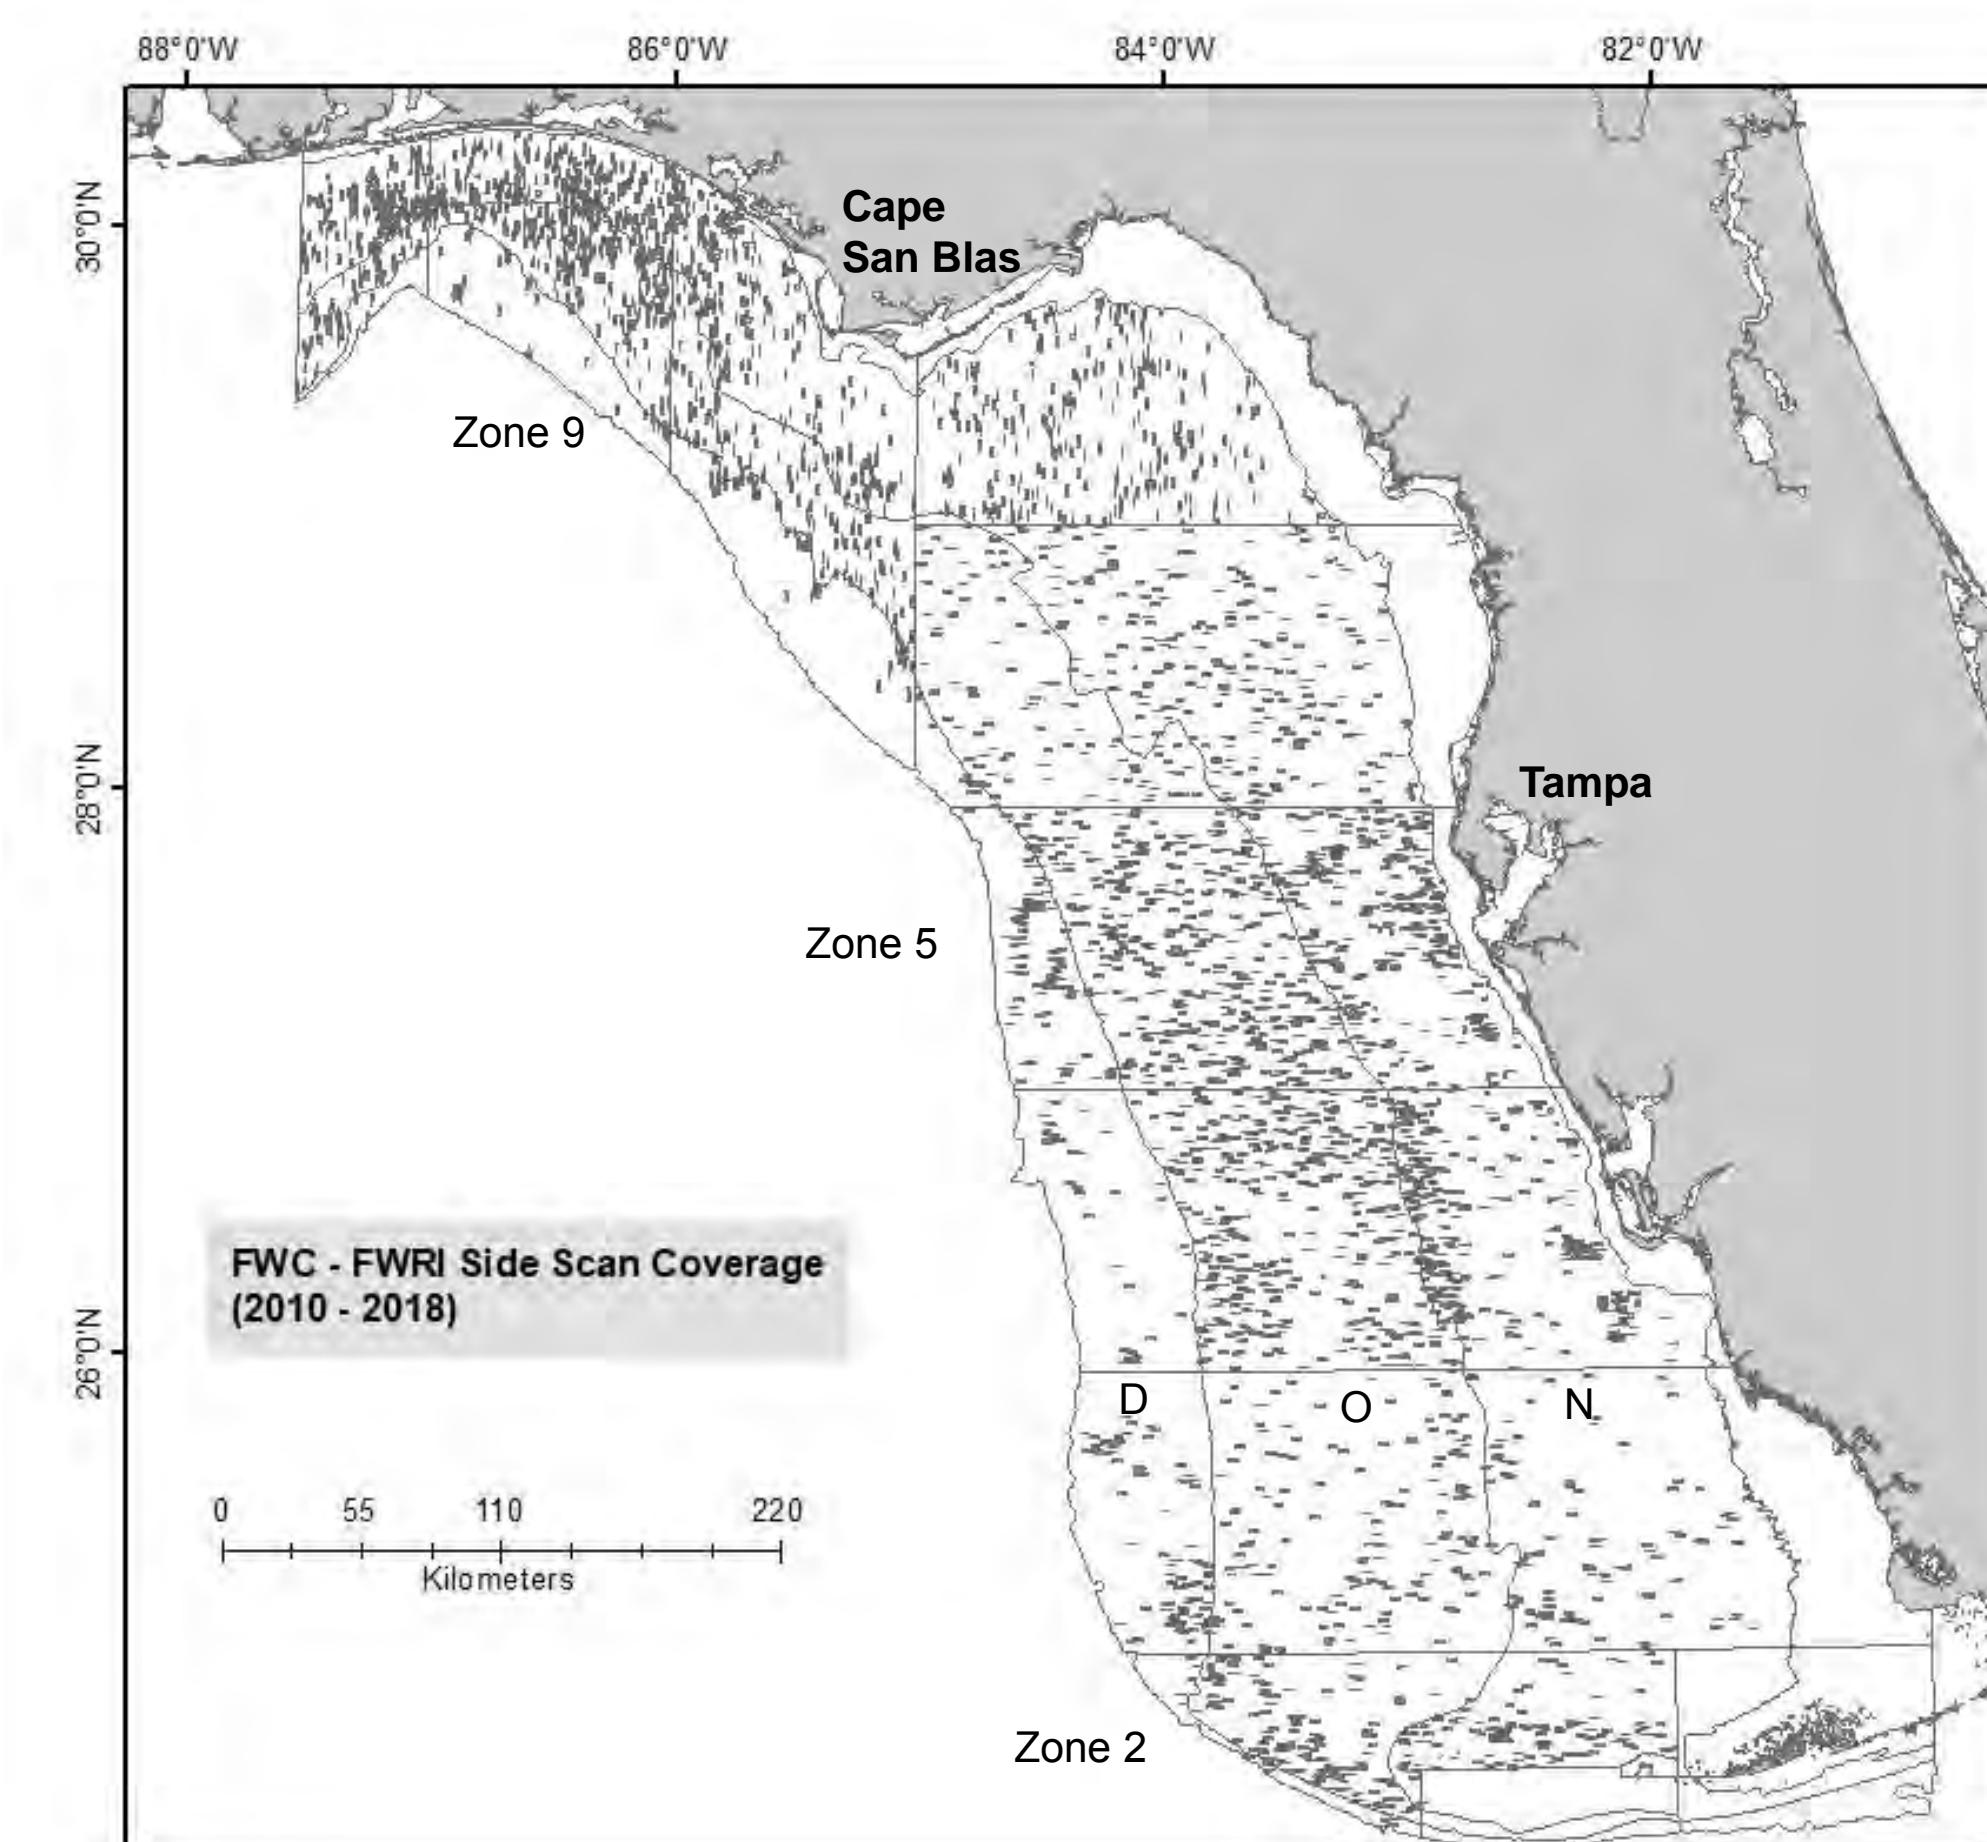 88°0'W 86°0'W 84°0'W 82°0'W
30°0'N
Cape
San Blas
Zone 9
28°0'N
Tampa
Zone 5
FWC - FWRI Side Scan Coverage
(2010 - 2018)
26°0'N
D O N
0 55 110 220
Kilometers
Zone 2